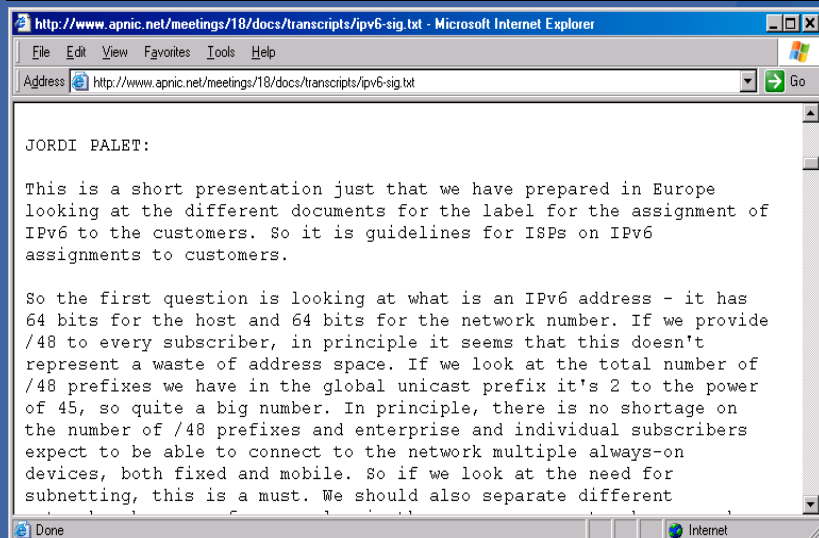 http://www.apnic.net/meetings/18/docs/transcripts/ipv6-sig.txt - Microsoft Internet Explorer
File Edit View Favorites Tools Help
Address http://www.apnic.net/meetings/18/docs/transcripts/ipv6-sig.txt Go
JORDI PALET:
This is a short presentation just that we have prepared in Europe
looking at the different documents for the label for the assignment of
IPv6 to the customers. So it is guidelines for ISPs on IPv6
assignments to customers.
So the first question is looking at what is an IPv6 address - it has
64 bits for the host and 64 bits for the network number. If we provide
/48 to every subscriber, in principle it seems that this doesn't
represent a waste of address space. If we look at the total number of
/48 prefixes we have in the global unicast prefix it's 2 to the power
of 45, so quite a big number. In principle, there is no shortage on
the number of /48 prefixes and enterprise and individual subscribers
expect to be able to connect to the network multiple always-on
devices, both fixed and mobile. So if we look at the need for
subnetting, this is a must. We should also separate different
Done Internet